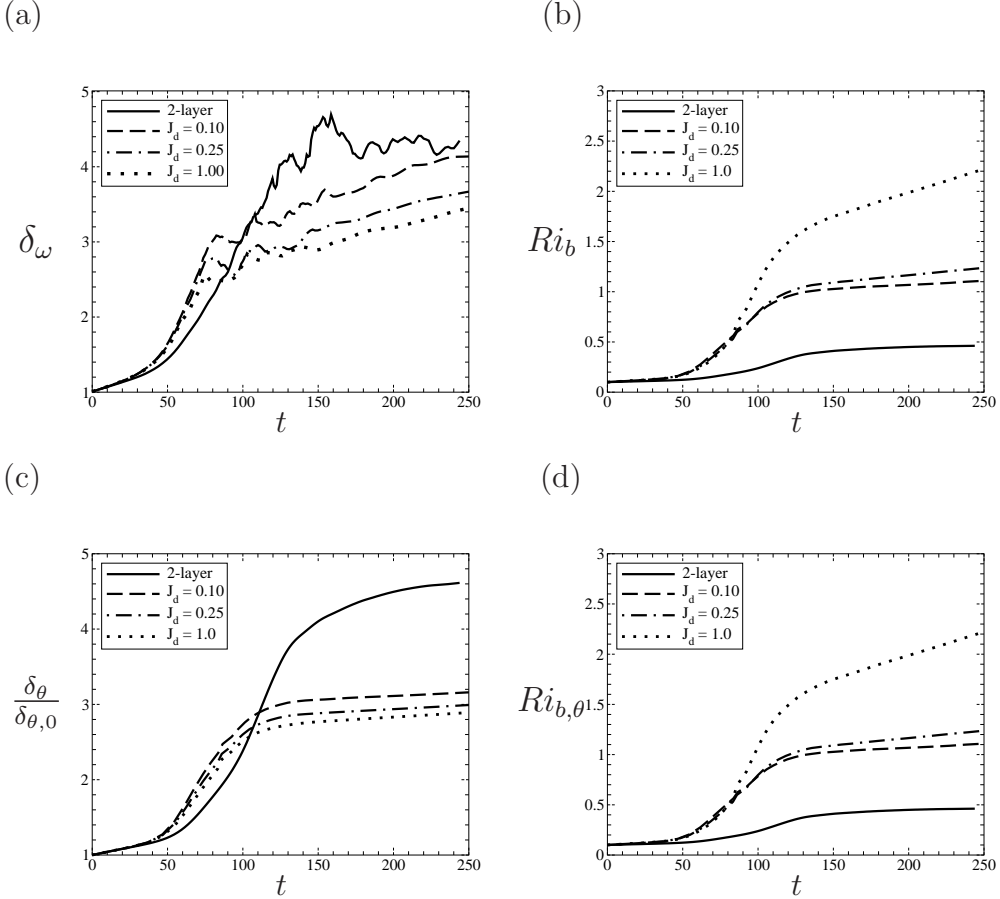 (a)
5
4
3
2
1
0 50 100 150 200 250
δω
t
2-layer
J_d = 0.10
J_d = 0.25
J_d = 1.00
(b)
3
2.5
2
1.5
1
0.5
0
0 50 100 150 200 250
Ri_b
t
2-layer
J_d = 0.10
J_d = 0.25
J_d = 1.0
(c)
5
4
3
2
1
0 50 100 150 200 250
δθ
δθ,0
t
2-layer
J_d = 0.10
J_d = 0.25
J_d = 1.0
(d)
3
2.5
2
1.5
1
0.5
0
0 50 100 150 200 250
Ri_b,θ
t
2-layer
J_d = 0.10
J_d = 0.25
J_d = 1.0